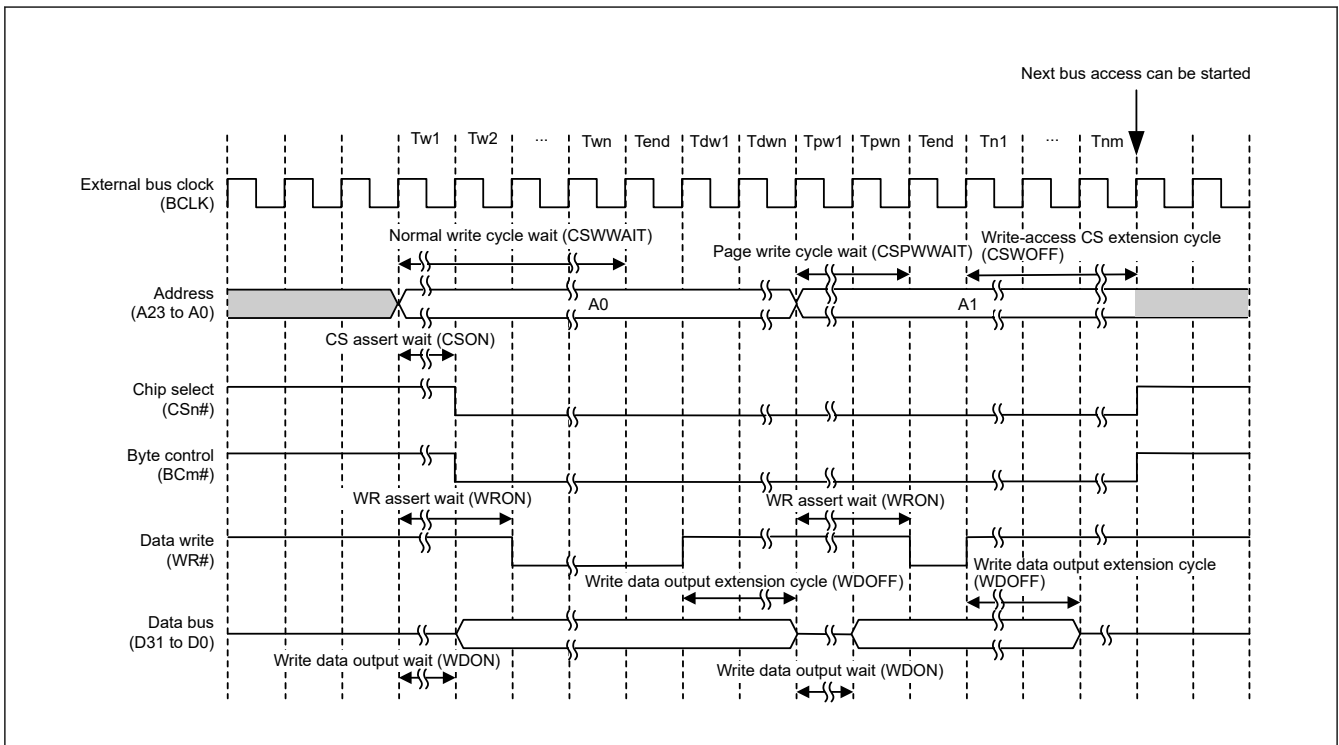 Next bus access can be started
Tw1 Tw2 ... Twn Tend Tdw1 Tdwn Tpw1 Tpwn Tend Tn1 ... Tnm
External bus clock
(BCLK)
Normal write cycle wait (CSWWAIT)
Page write cycle wait (CSPWWAIT)
Write-access CS extension cycle
(CSWOFF)
Address
(A23 to A0)
A0
A1
CS assert wait (CSON)
Chip select
(CSn#)
Byte control
(BCm#)
WR assert wait (WRON)
WR assert wait (WRON)
Data write
(WR#)
Write data output extension cycle (WDOFF)
Write data output extension cycle
(WDOFF)
Data bus
(D31 to D0)
Write data output wait (WDON)
Write data output wait (WDON)